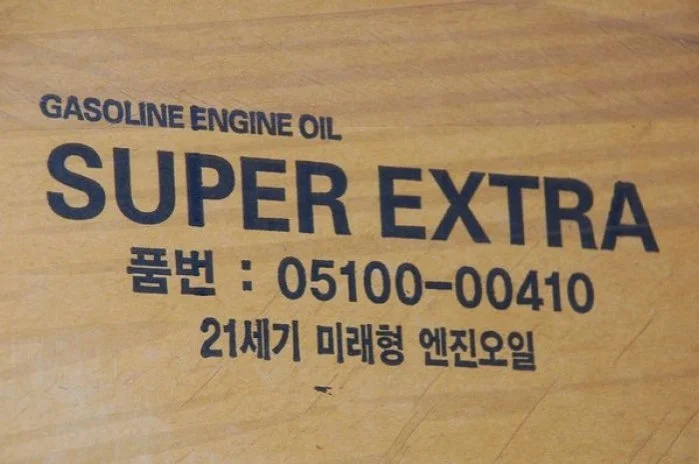 GASOLINE ENGINE OIL
SUPER EXTRA
품번 : 05100-00410
21세기 미래형 엔진오일